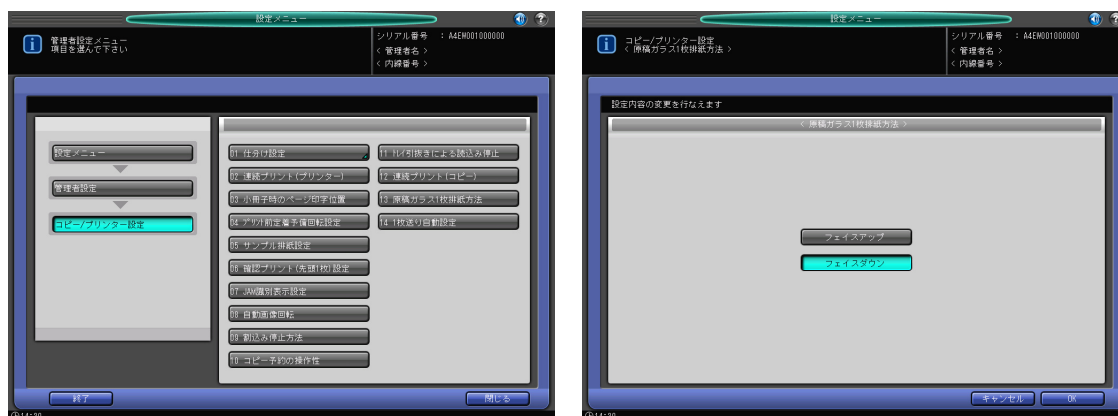 設定メニュー
管理者設定メニュー
項目を選んで下さい
シリアル番号 : A4EM001000000
< 管理者名 >
< 内線番号 >
設定メニュー
管理者設定
コピー/プリンター設定
01 仕分け設定
02 連続プリント(プリンター)
03 小冊子時のページ印字位置
04 プリント前定着予備回転設定
05 サンプル排紙設定
06 確認プリント(先頭1枚)設定
07 JAM識別表示設定
08 自動画像回転
09 割込み停止方法
10 コピー予約の操作性
11 トレイ引抜きによる読込み停止
12 連続プリント(コピー)
13 原稿ガラス1枚排紙方法
14 1枚送り自動設定
終了
閉じる
設定メニュー
コピー/プリンター設定
< 原稿ガラス1枚排紙方法 >
シリアル番号 : A4EM001000000
< 管理者名 >
< 内線番号 >
設定内容の変更を行なえます
< 原稿ガラス1枚排紙方法 >
フェイスアップ
フェイスダウン
キャンセル
OK